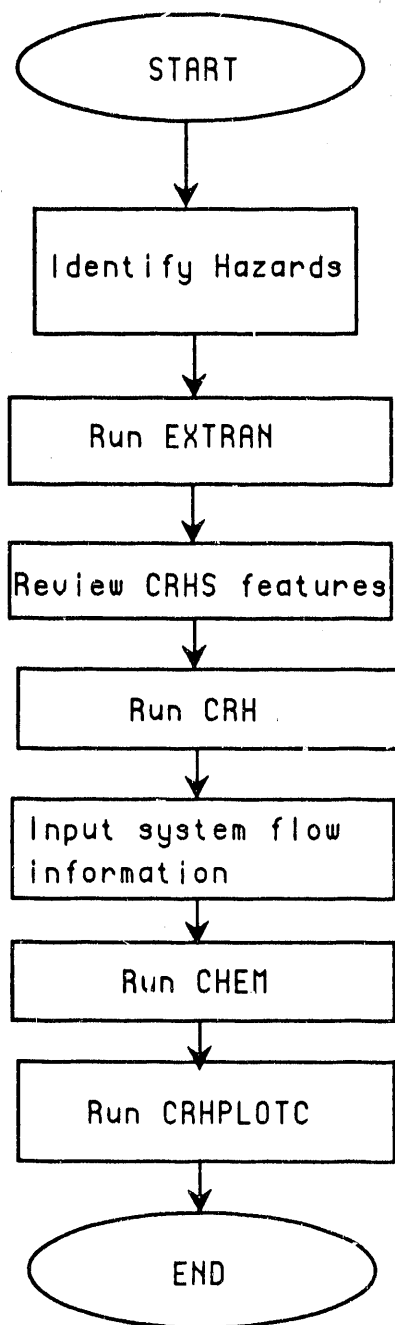 START
Identify Hazards
Run EXTRAN
Review CRHS features
Run CRH
Input system flow
information
Run CHEM
Run CRHPLOTC
END